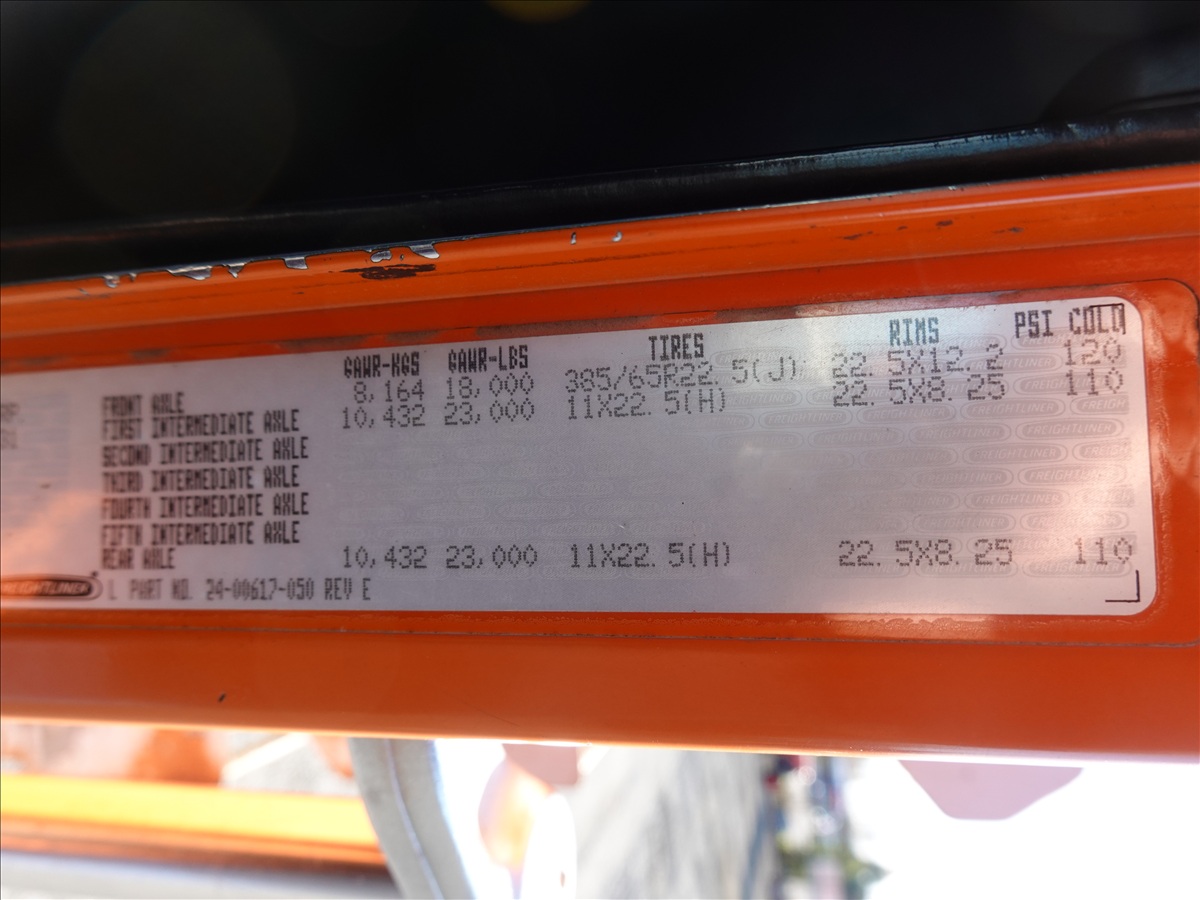 GAWR-KGS GAWR-LBS TIRES RIMS PSI COLD
FRONT AXLE 8,164 18,000 385/65R22.5(J) 22.5X12.2 120
FIRST INTERMEDIATE AXLE 10,432 23,000 11X22.5(H) 22.5X8.25 110
SECOND INTERMEDIATE AXLE
THIRD INTERMEDIATE AXLE
FOURTH INTERMEDIATE AXLE
FIFTH INTERMEDIATE AXLE
REAR AXLE 10,432 23,000 11X22.5(H) 22.5X8.25 110
FREIGHTLINER L PART NO. 24-00617-050 REV E